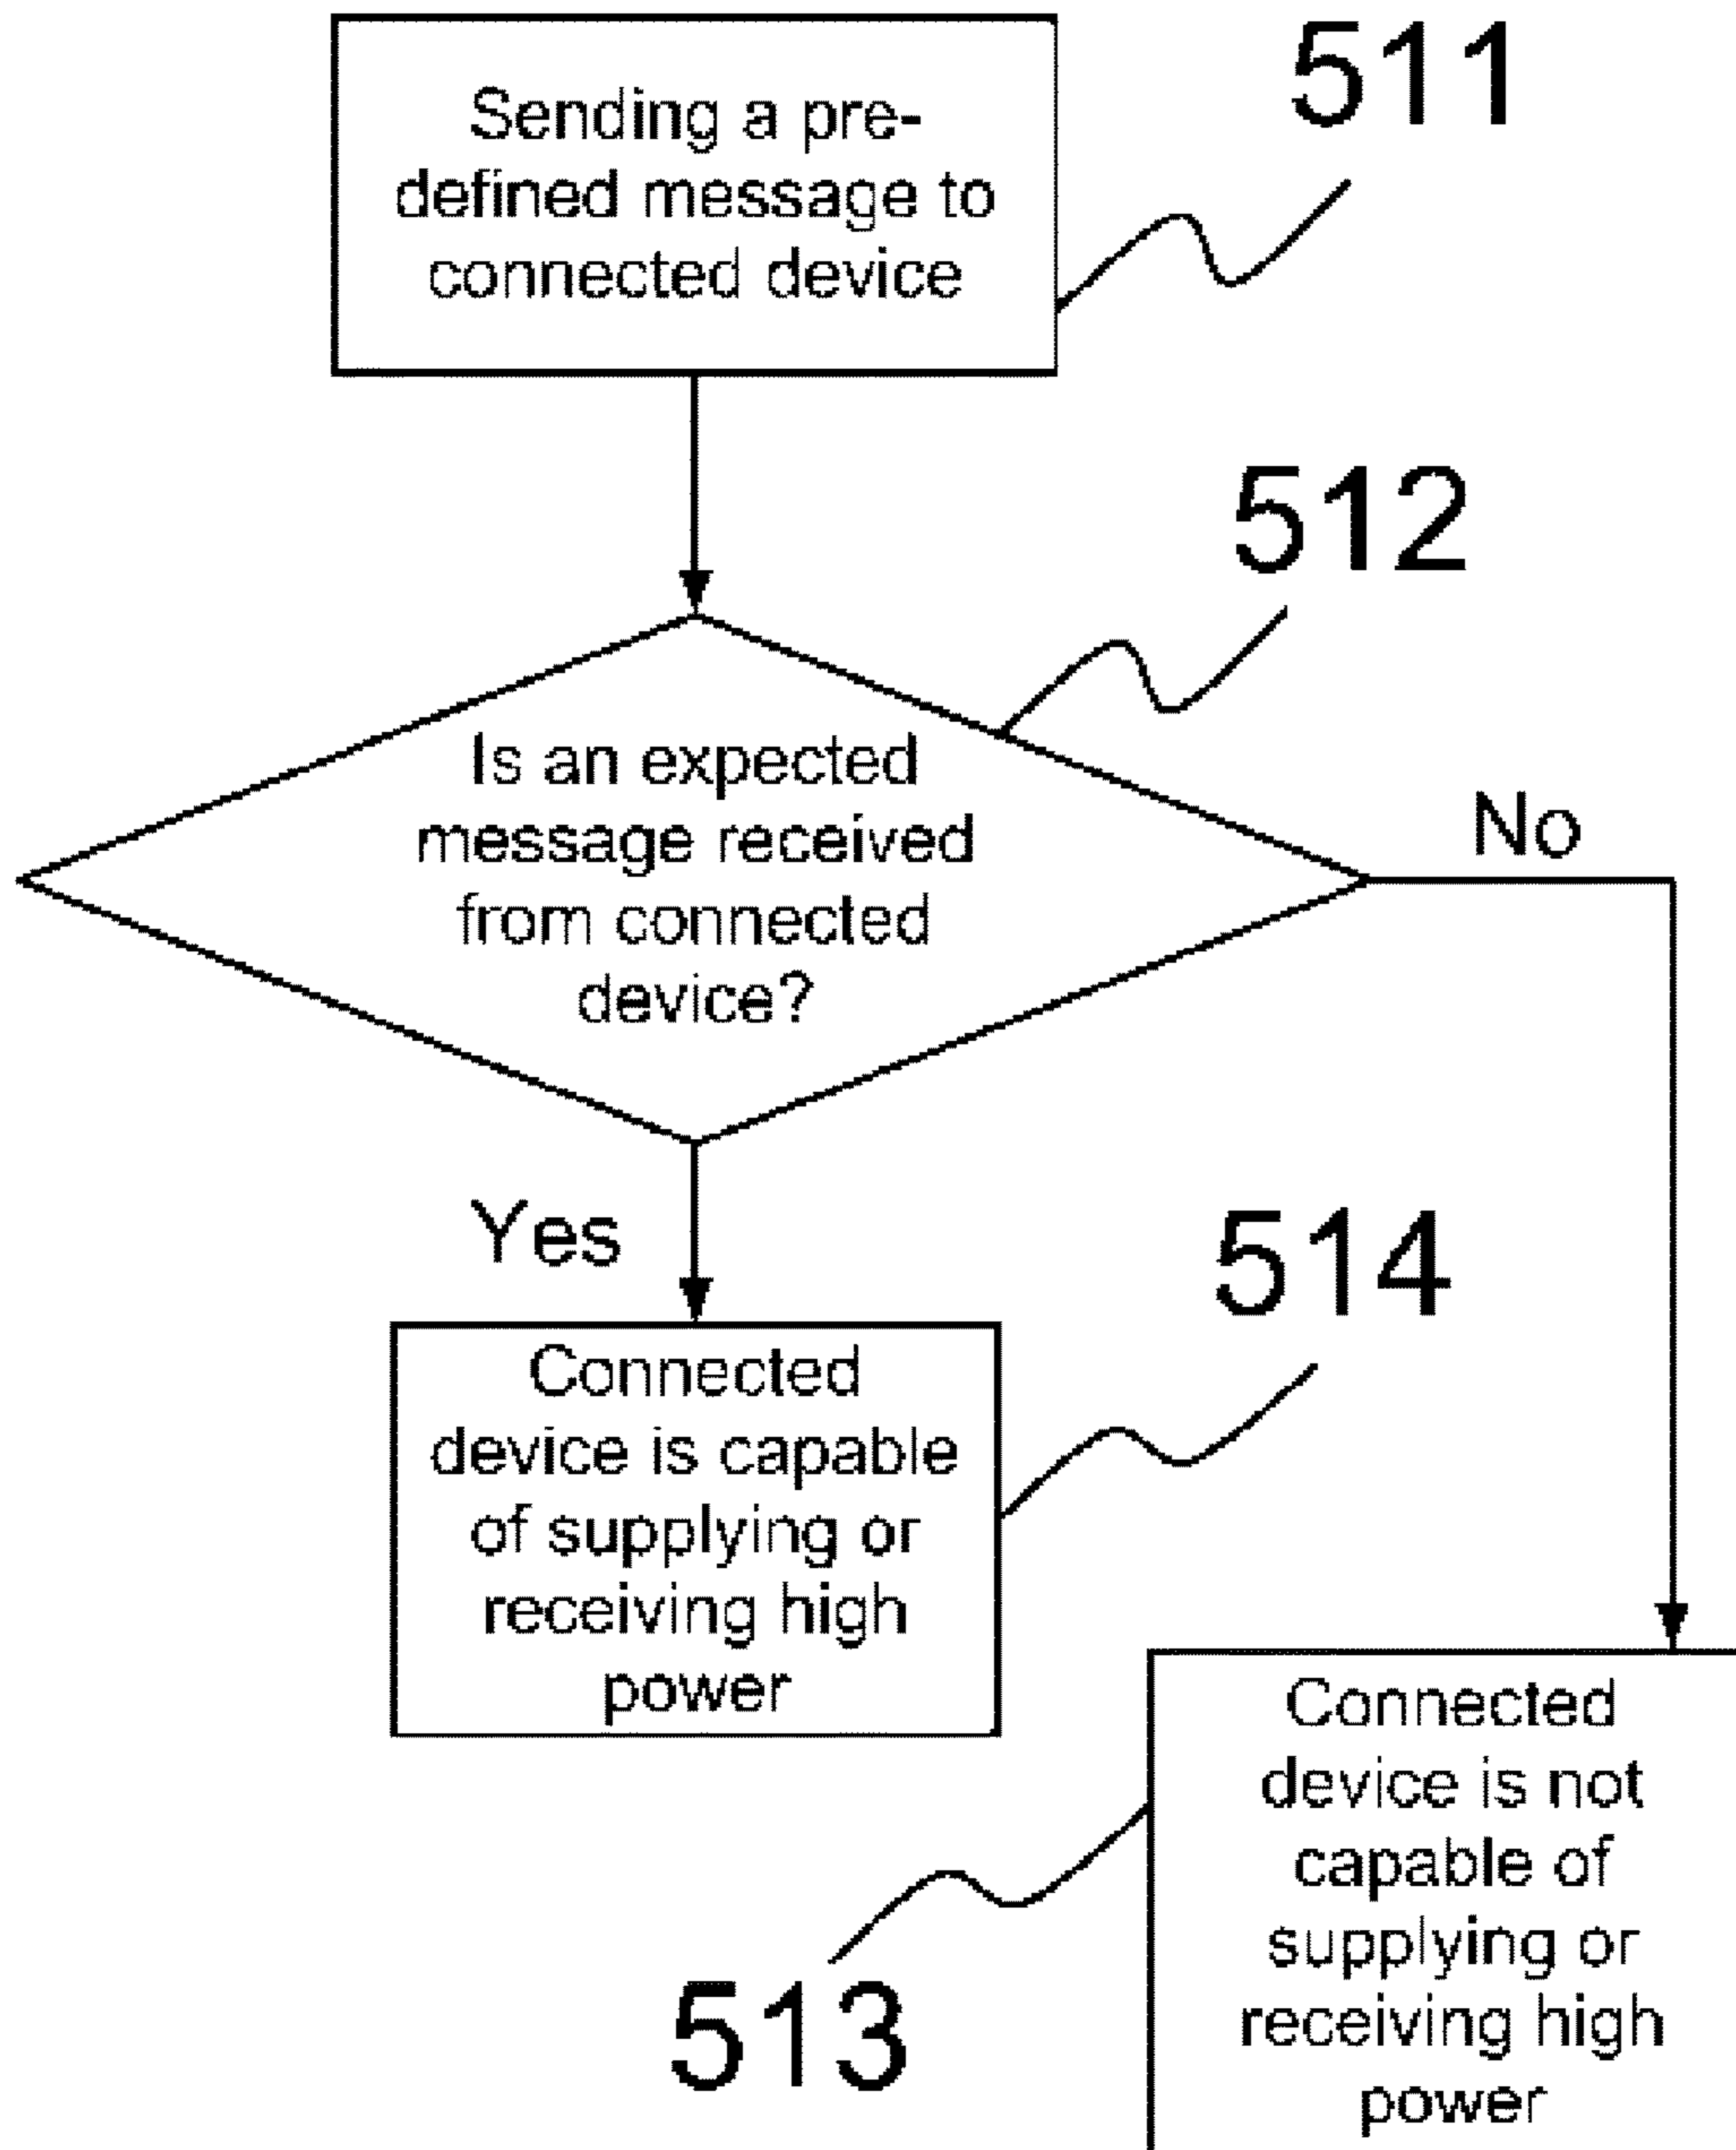 Sending a pre-
defined message to
connected device
511
512
Is an expected
message received
from connected
device?
No
Yes
514
Connected
device is capable
of supplying or
receiving high
power
Connected
device is not
capable of
supplying or
receiving high
power
513